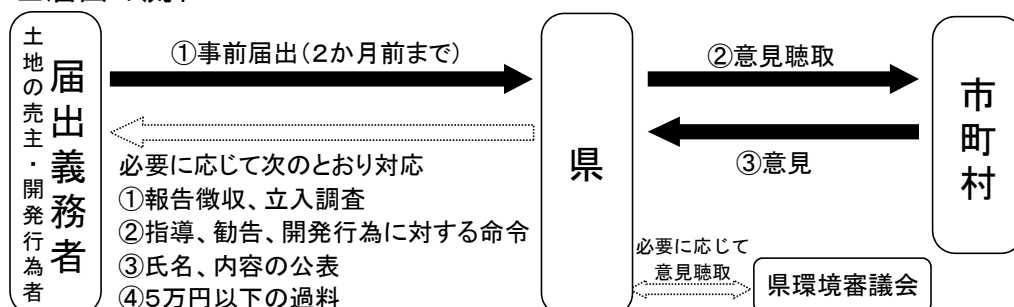 土地の売主・開発行為者
届出義務者
①事前届出(2か月前まで)
必要に応じて次のとおり対応
①報告徴収、立入調査
②指導、勧告、開発行為に対する命令
③氏名、内容の公表
④5万円以下の過料
県
②意見聴取
③意見
市町村
必要に応じて
意見聴取
県環境審議会